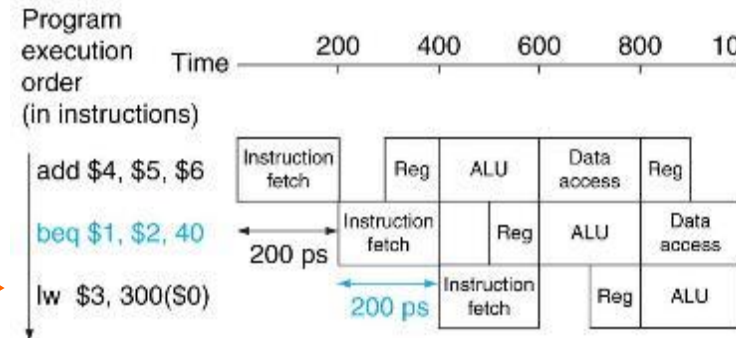 Program
execution
order
(in instructions)
Time 200 400 600 800 10
add $4, $5, $6 Instruction fetch Reg ALU Data access Reg
beq $1, $2, 40 200 ps Instruction fetch Reg ALU Data access
lw $3, 300($0) 200 ps Instruction fetch Reg ALU